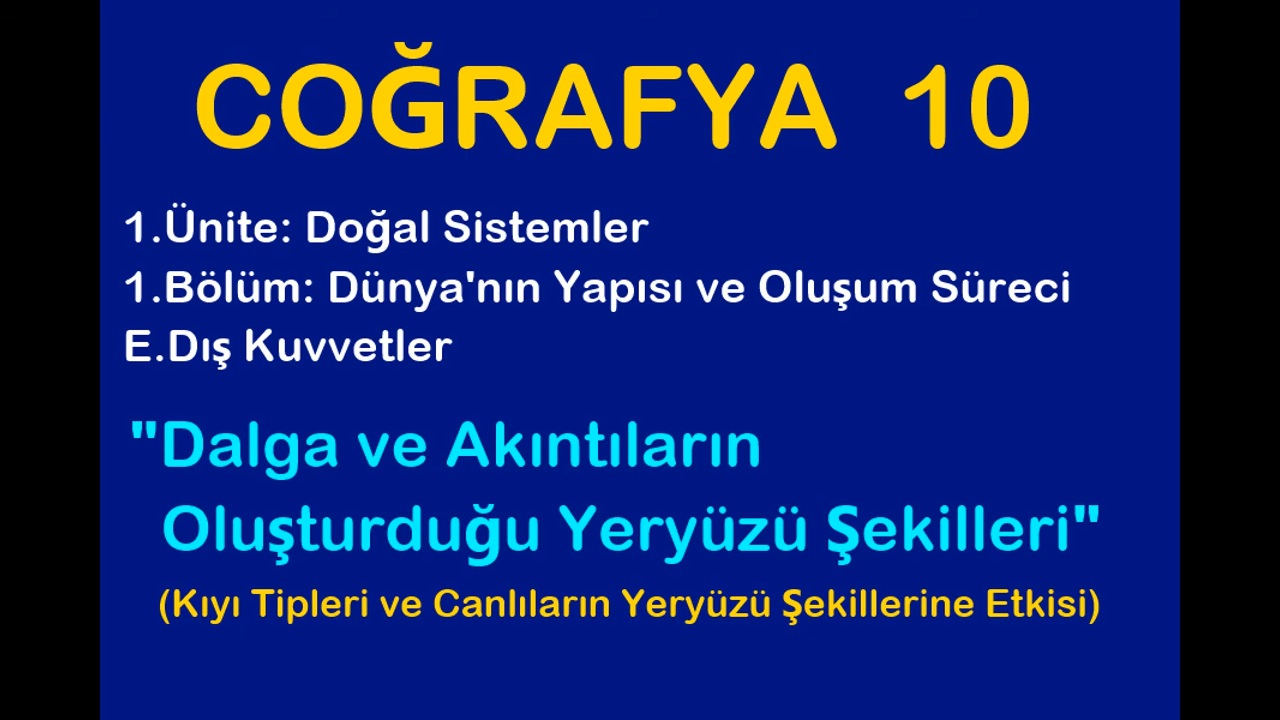 COĞRAFYA 10
1.Ünite: Doğal Sistemler
1.Bölüm: Dünya'nın Yapısı ve Oluşum Süreci
E.Dış Kuvvetler
"Dalga ve Akıntıların
Oluşturduğu Yeryüzü Şekilleri"
(Kıyı Tipleri ve Canlıların Yeryüzü Şekillerine Etkisi)